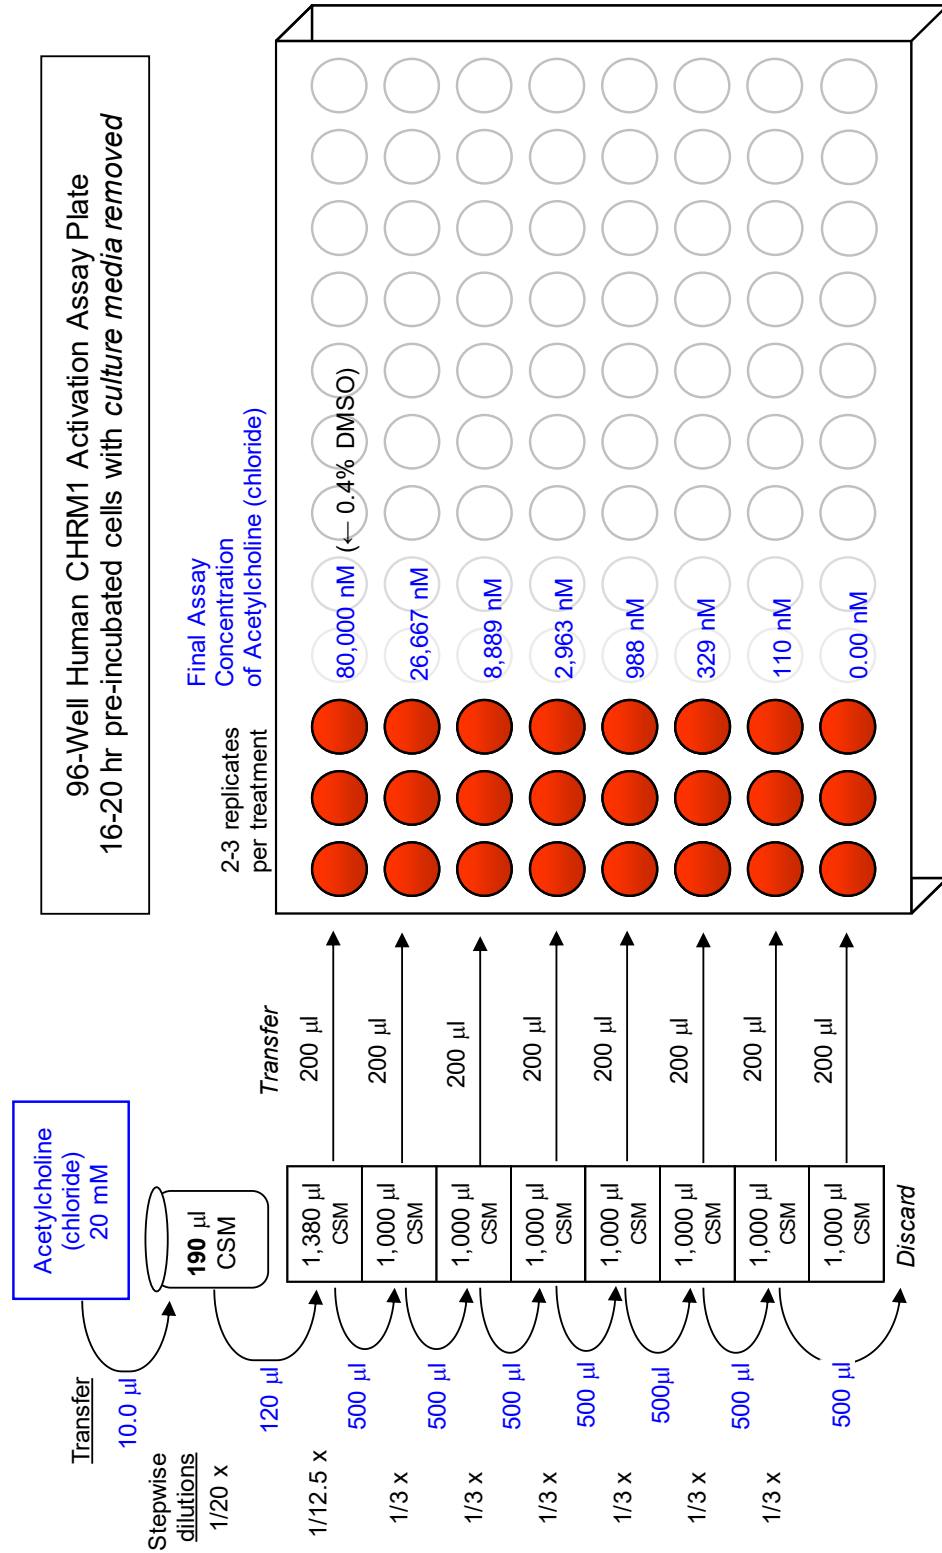 96-Well Human CHRM1 Activation Assay Plate
16-20 hr pre-incubated cells with culture media removed
Acetylcholine
(chloride)
20 mM
Transfer
10.0 µl
190 µl
CSM
Stepwise
dilutions
1/20 x
120 µl
1/12.5 x
500 µl
1/3 x
500 µl
1/3 x
500 µl
1/3 x
500 µl
1/3 x
500µl
1/3 x
500 µl
1/3 x
500 µl
Discard
1,380 µl
CSM
1,000 µl
CSM
1,000 µl
CSM
1,000 µl
CSM
1,000 µl
CSM
1,000 µl
CSM
1,000 µl
CSM
1,000 µl
CSM
Transfer
200 µl
200 µl
200 µl
200 µl
200 µl
200 µl
200 µl
200 µl
2-3 replicates
per treatment
Final Assay
Concentration
of Acetylcholine (chloride)
80,000 nM (← 0.4% DMSO)
26,667 nM
8,889 nM
2,963 nM
988 nM
329 nM
110 nM
0.00 nM